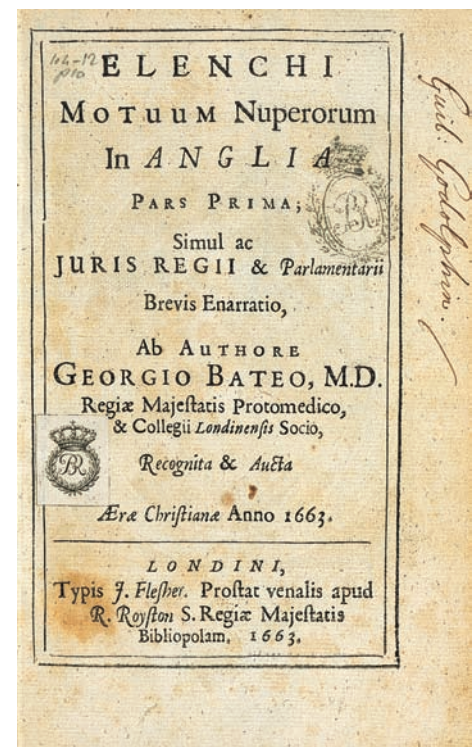 ELENCHI
MOTUUM Nuperorum
In ANGLIA
PARS PRIMA;
Simul ac
JURIS REGII & Parlamentarii
Brevis Enarratio,
Ab AUTHORE
GEORGIO BATEO, M.D.
Regiæ Majeſtatis Protomedico,
& Collegii Londinenſis Socio,
Recognita & Aucta
Æræ Chriſtianæ Anno 1663.
LONDINI,
Typis J. Fleſher. Proſtat venalis apud
R. Royſton S. Regiæ Majeſtatis
Bibliopolam. 1663.
Guil: Godolphin.
BR
BR